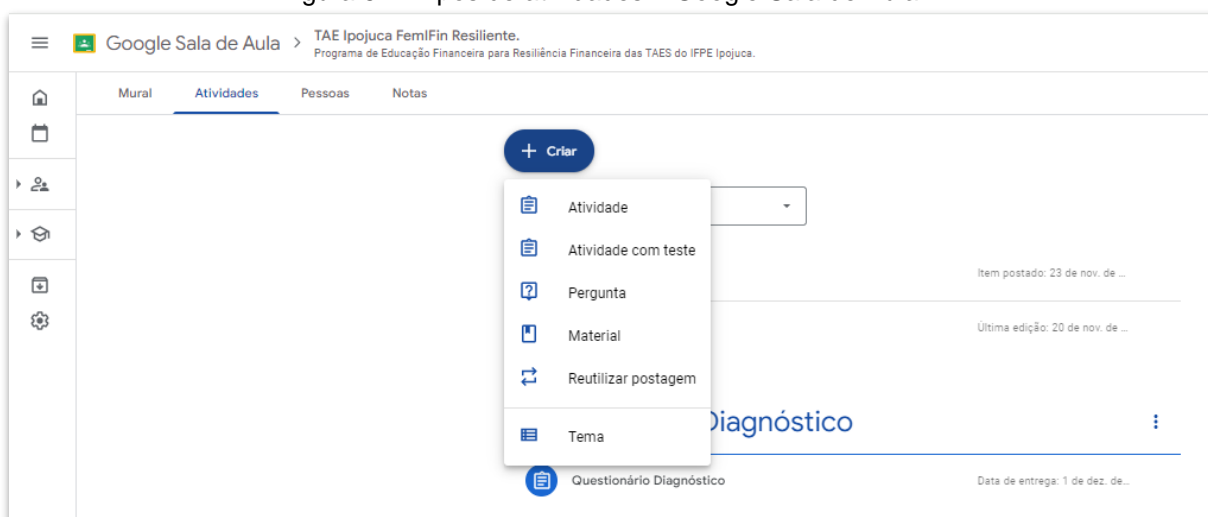 Google Sala de Aula > TAE Ipojuca FemIFin Resiliente.
Programa de Educação Financeira para Resiliência Financeira das TAES do IFPE Ipojuca.
Mural Atividades Pessoas Notas
+ Criar
Atividade
Atividade com teste
Pergunta
Item postado: 23 de nov. de ...
Material
Última edição: 20 de nov. de ...
Reutilizar postagem
Tema
Diagnóstico
Questionário Diagnóstico
Data de entrega: 1 de dez. de...